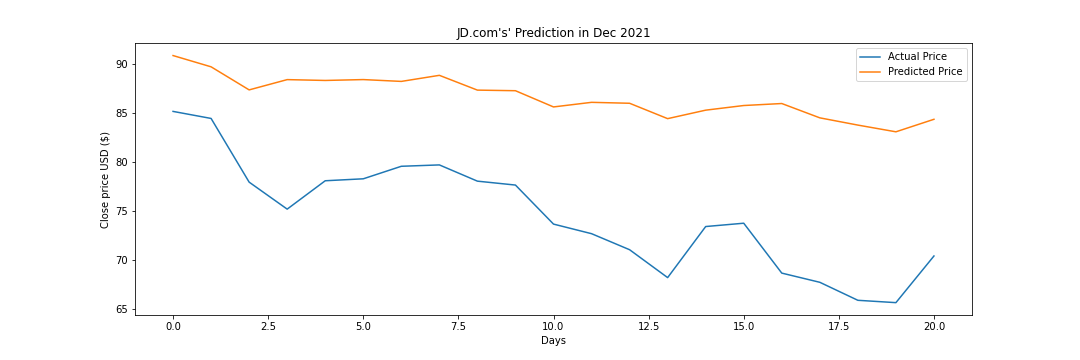 JD.com's' Prediction in Dec 2021
Actual Price
Predicted Price
Close price USD ($)
90
85
80
75
70
65
0.0 2.5 5.0 7.5 10.0 12.5 15.0 17.5 20.0
Days